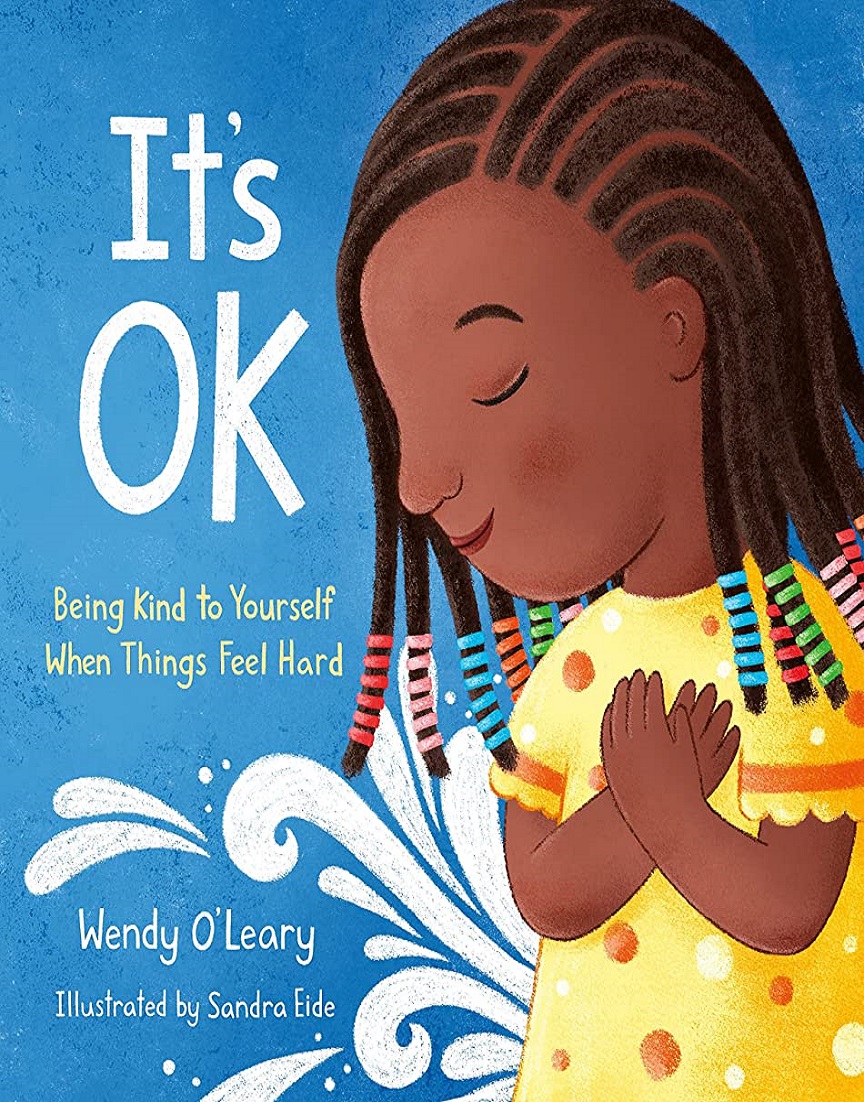 It's
OK
Being Kind to Yourself
When Things Feel Hard
Wendy O'Leary
Illustrated by Sandra Eide